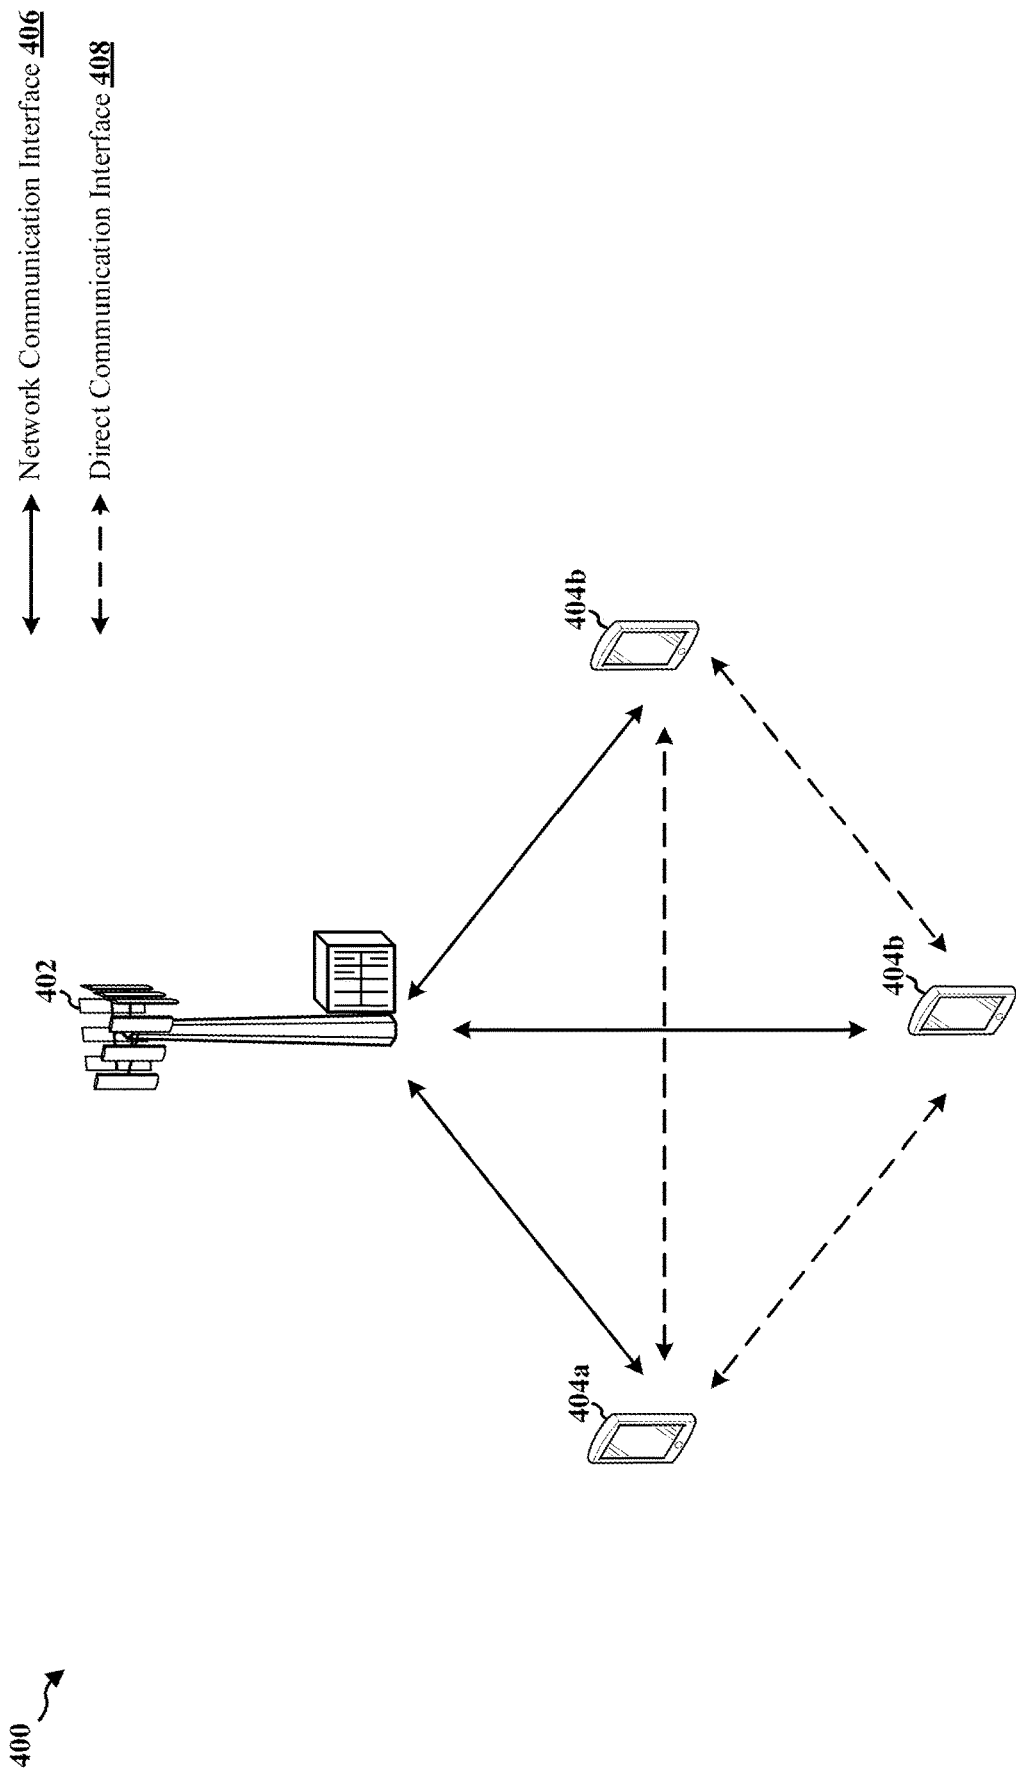 400
402
Network Communication Interface 406
Direct Communication Interface 408
404a
404b
404b